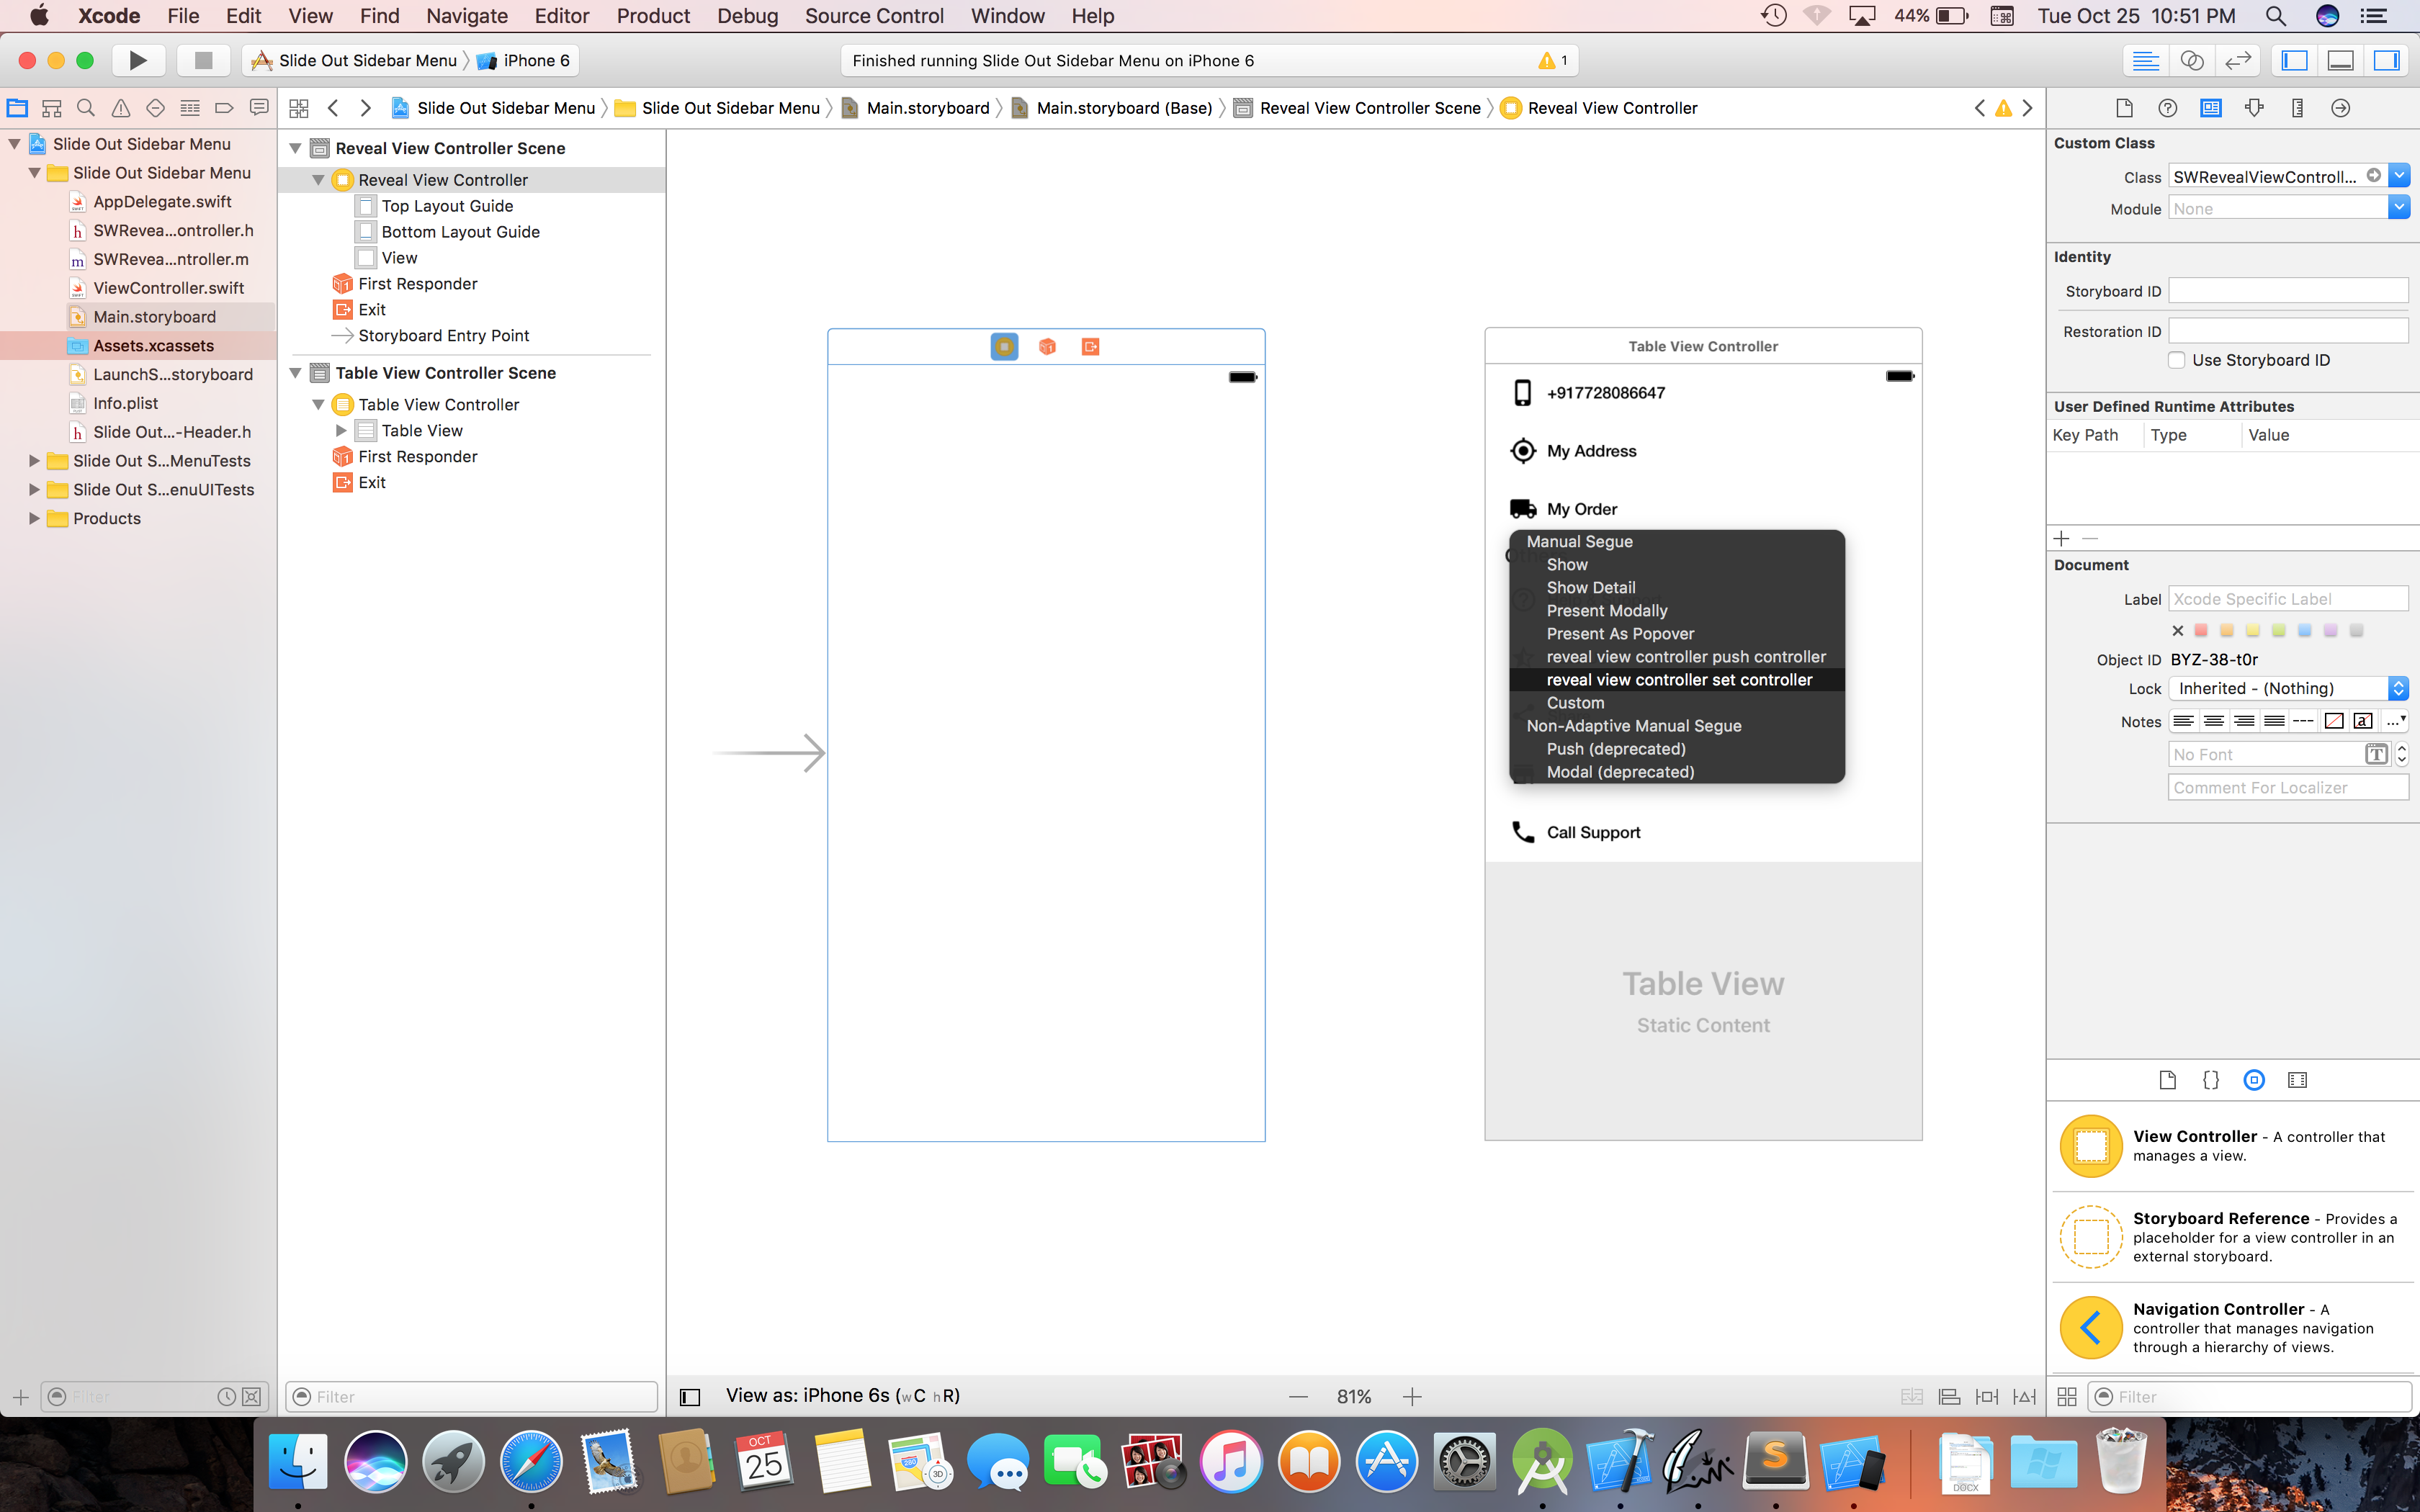 Xcode File Edit View Find Navigate Editor Product Debug Source Control Window Help 44% Tue Oct 25 10:51 PM
Slide Out Sidebar Menu iPhone 6 Finished running Slide Out Sidebar Menu on iPhone 6 1
Slide Out Sidebar Menu Slide Out Sidebar Menu Main.storyboard Main.storyboard (Base) Reveal View Controller Scene Reveal View Controller
Slide Out Sidebar Menu
Slide Out Sidebar Menu
AppDelegate.swift
SWRevea...ontroller.h
SWRevea...ntroller.m
ViewController.swift
Main.storyboard
Assets.xcassets
LaunchS...storyboard
Info.plist
Slide Out...-Header.h
Slide Out S...MenuTests
Slide Out S...enuUITests
Products
Filter
Reveal View Controller Scene
Reveal View Controller
Top Layout Guide
Bottom Layout Guide
View
First Responder
Exit
Storyboard Entry Point
Table View Controller Scene
Table View Controller
Table View
First Responder
Exit
Filter
Table View Controller
+917728086647
My Address
My Order
Manual Segue
Show
Show Detail
Present Modally
Present As Popover
reveal view controller push controller
reveal view controller set controller
Custom
Non-Adaptive Manual Segue
Push (deprecated)
Modal (deprecated)
Call Support
Table View
Static Content
View as: iPhone 6s (wC hR)
81%
Custom Class
Class SWRevealViewControll...
Module None
Identity
Storyboard ID
Restoration ID
Use Storyboard ID
User Defined Runtime Attributes
Key Path Type Value
Document
Label Xcode Specific Label
Object ID BYZ-38-t0r
Lock Inherited - (Nothing)
Notes
No Font
Comment For Localizer
View Controller - A controller that
manages a view.
Storyboard Reference - Provides a
placeholder for a view controller in an
external storyboard.
Navigation Controller - A
controller that manages navigation
through a hierarchy of views.
Filter
OCT
25
280
3D
S
DOCX